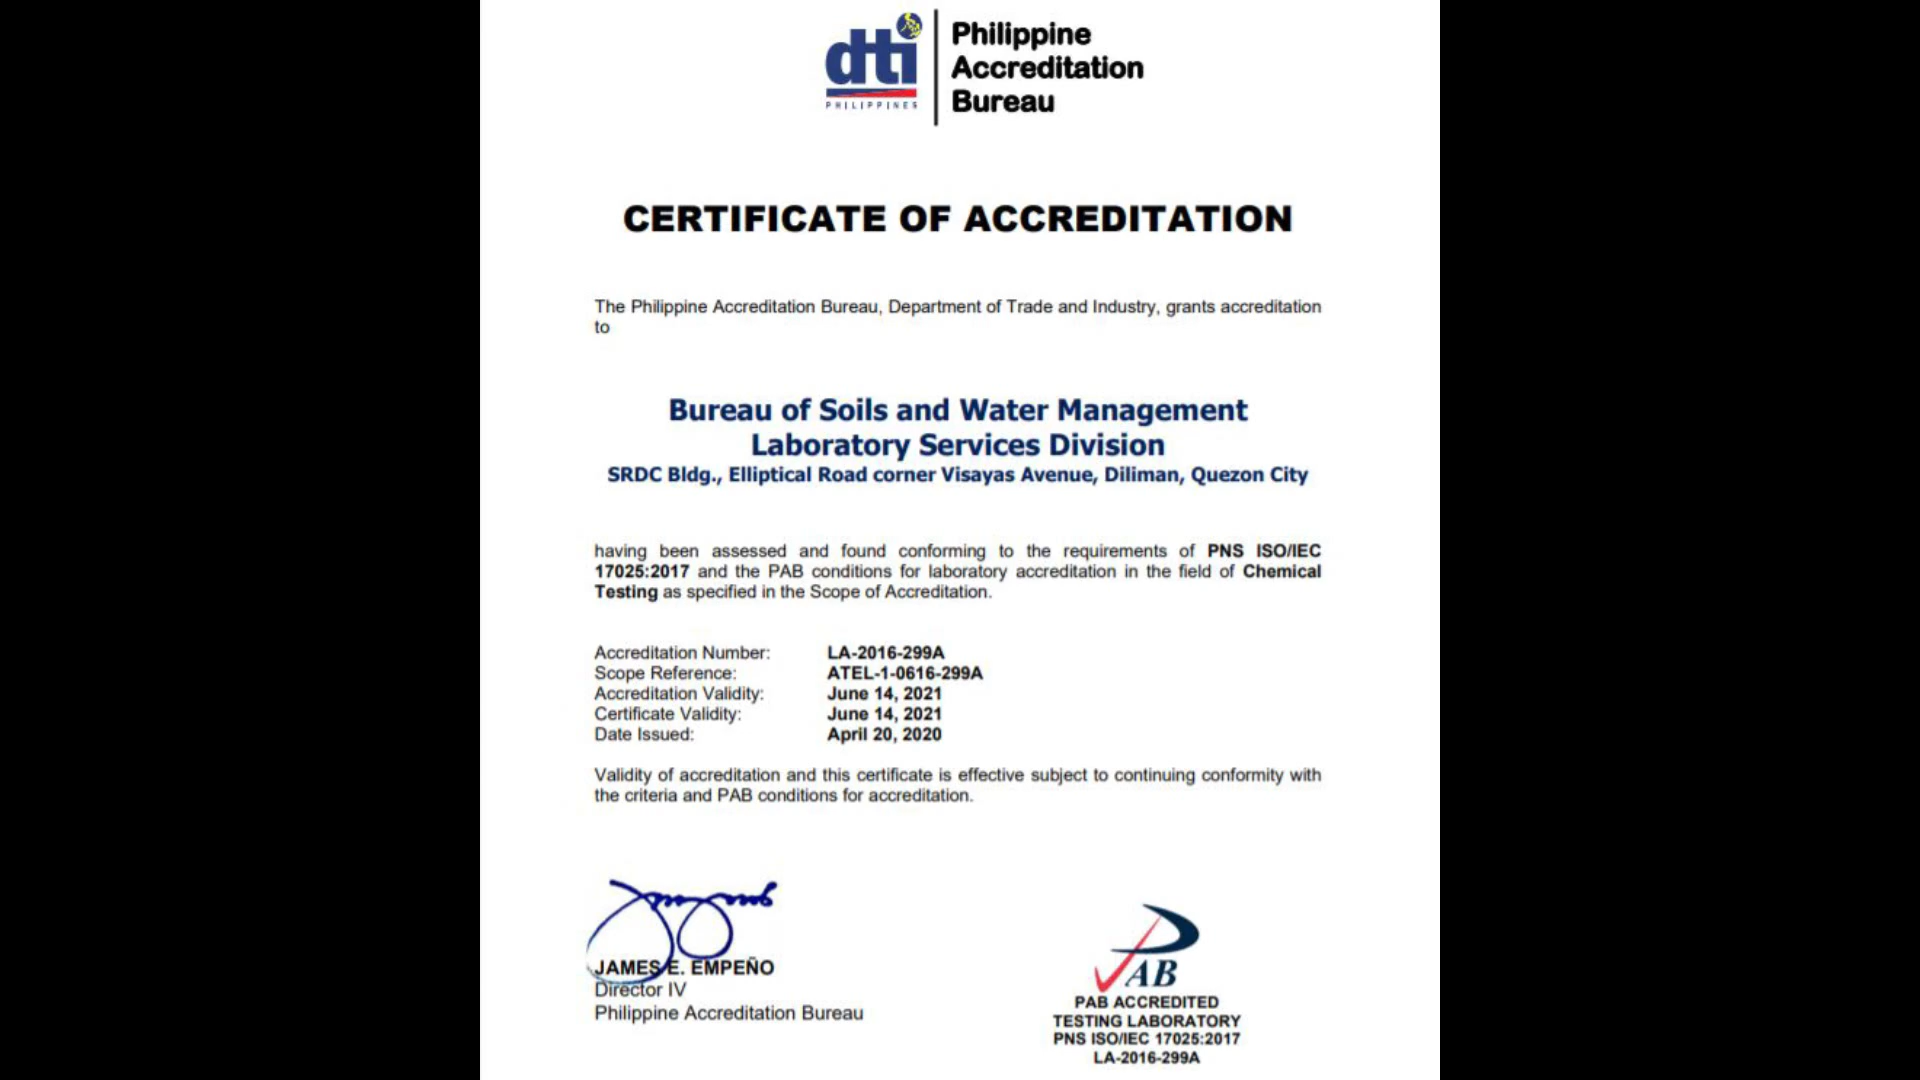 dti
PHILIPPINES
Philippine
Accreditation
Bureau
CERTIFICATE OF ACCREDITATION
The Philippine Accreditation Bureau, Department of Trade and Industry, grants accreditation
to
Bureau of Soils and Water Management
Laboratory Services Division
SRDC Bldg., Elliptical Road corner Visayas Avenue, Diliman, Quezon City
having been assessed and found conforming to the requirements of PNS ISO/IEC
17025:2017 and the PAB conditions for laboratory accreditation in the field of Chemical
Testing as specified in the Scope of Accreditation.
Accreditation Number: LA-2016-299A
Scope Reference: ATEL-1-0616-299A
Accreditation Validity: June 14, 2021
Certificate Validity: June 14, 2021
Date Issued: April 20, 2020
Validity of accreditation and this certificate is effective subject to continuing conformity with
the criteria and PAB conditions for accreditation.
JAMES E. EMPEÑO
Director IV
Philippine Accreditation Bureau
PAB
PAB ACCREDITED
TESTING LABORATORY
PNS ISO/IEC 17025:2017
LA-2016-299A